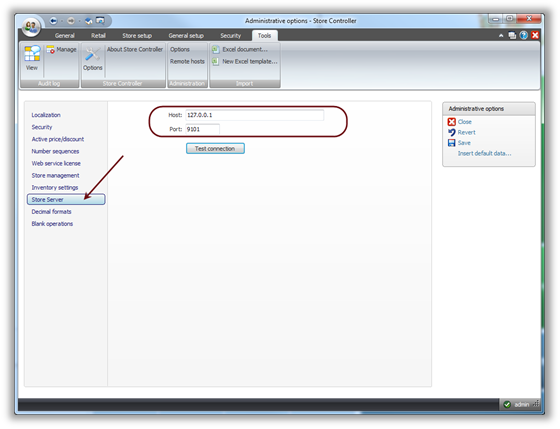 Administrative options - Store Controller
General Retail Store setup General setup Security Tools
View
Manage
Audit log
Options
About Store Controller
Store Controller
Options
Remote hosts
Administration
Excel document...
New Excel template...
Import
Localization
Security
Active price/discount
Number sequences
Web service license
Store management
Inventory settings
Store Server
Decimal formats
Blank operations
Host: 127.0.0.1
Port: 9101
Test connection
Administrative options
Close
Revert
Save
Insert default data...
admin